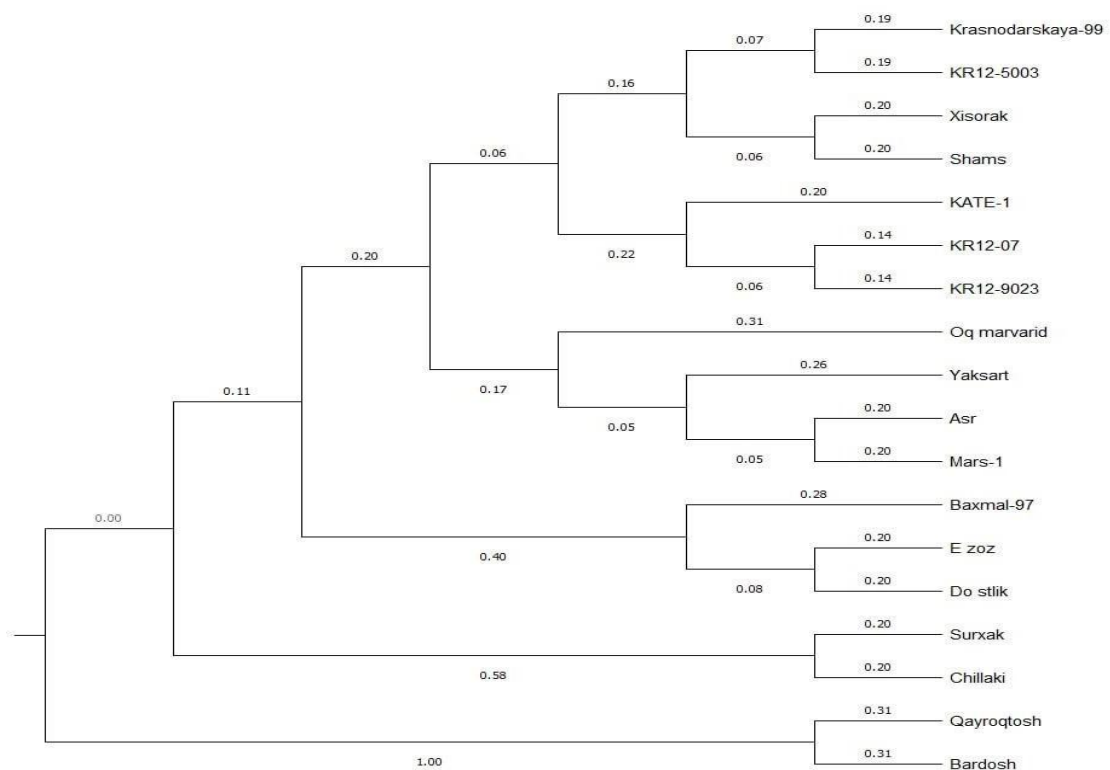 0.19
Krasnodarskaya-99
0.07
0.19
KR12-5003
0.16
0.20
Xisorak
0.06
0.20
Shams
0.06
0.20
KATE-1
0.22
0.14
KR12-07
0.06
0.14
KR12-9023
0.20
0.31
Oq marvarid
0.17
0.26
Yaksart
0.05
0.20
Asr
0.05
0.20
Mars-1
0.11
0.28
Baxmal-97
0.40
0.20
E zoz
0.08
0.20
Do stlik
0.00
0.20
Surxak
0.58
0.20
Chillaki
0.31
Qayroqtosh
1.00
0.31
Bardosh